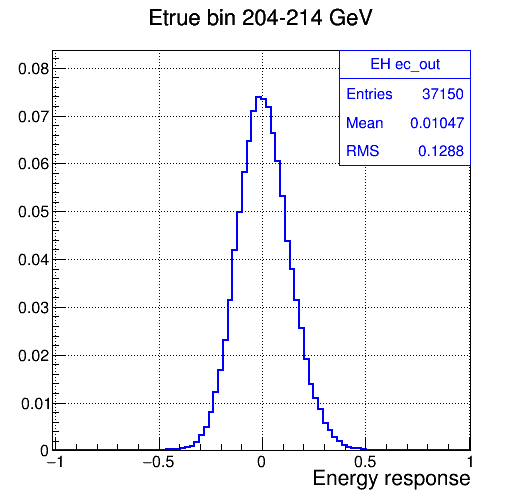 Etrue bin 204-214 GeV
EH ec_out
Entries 37150
Mean 0.01047
RMS 0.1288
0.08
0.07
0.06
0.05
0.04
0.03
0.02
0.01
0
−1 −0.5 0 0.5 1
Energy response